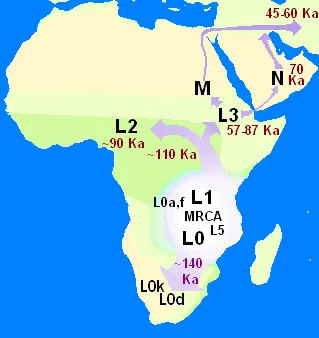 45-60 Ka
70
Ka
N
M
L3
57-87 Ka
L2
~90 Ka
~110 Ka
L0a,f
L1
MRCA
L5
L0
~140
Ka
L0k
L0d